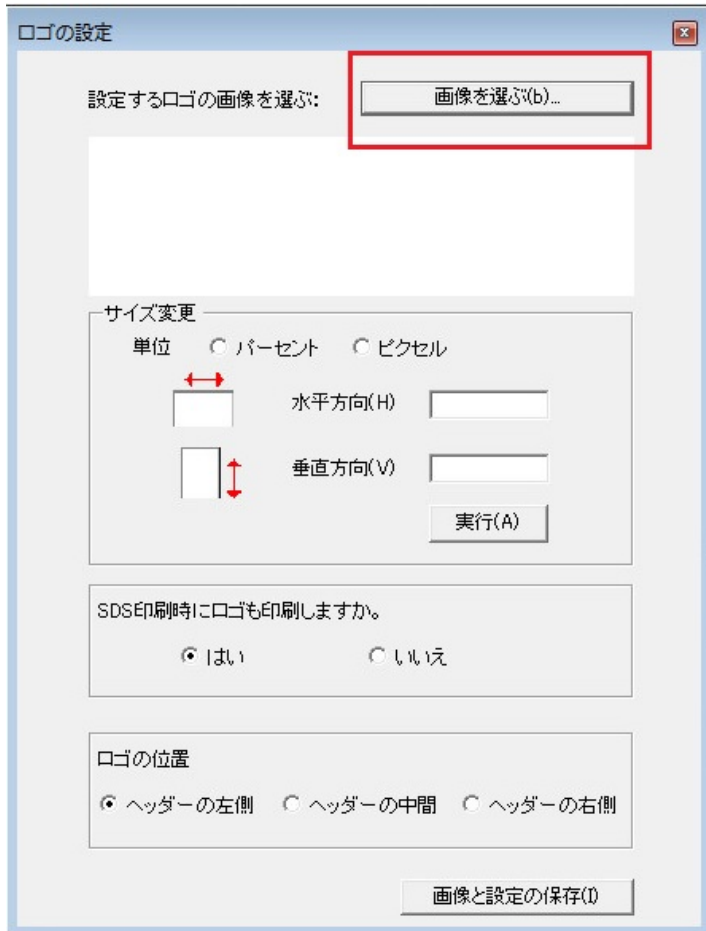 ロゴの設定
設定するロゴの画像を選ぶ: 画像を選ぶ(b)...
サイズ変更
単位 パーセント ピクセル
水平方向(H)
垂直方向(V)
実行(A)
SDS印刷時にロゴも印刷しますか。
はい いいえ
ロゴの位置
ヘッダーの左側 ヘッダーの中間 ヘッダーの右側
画像と設定の保存(I)